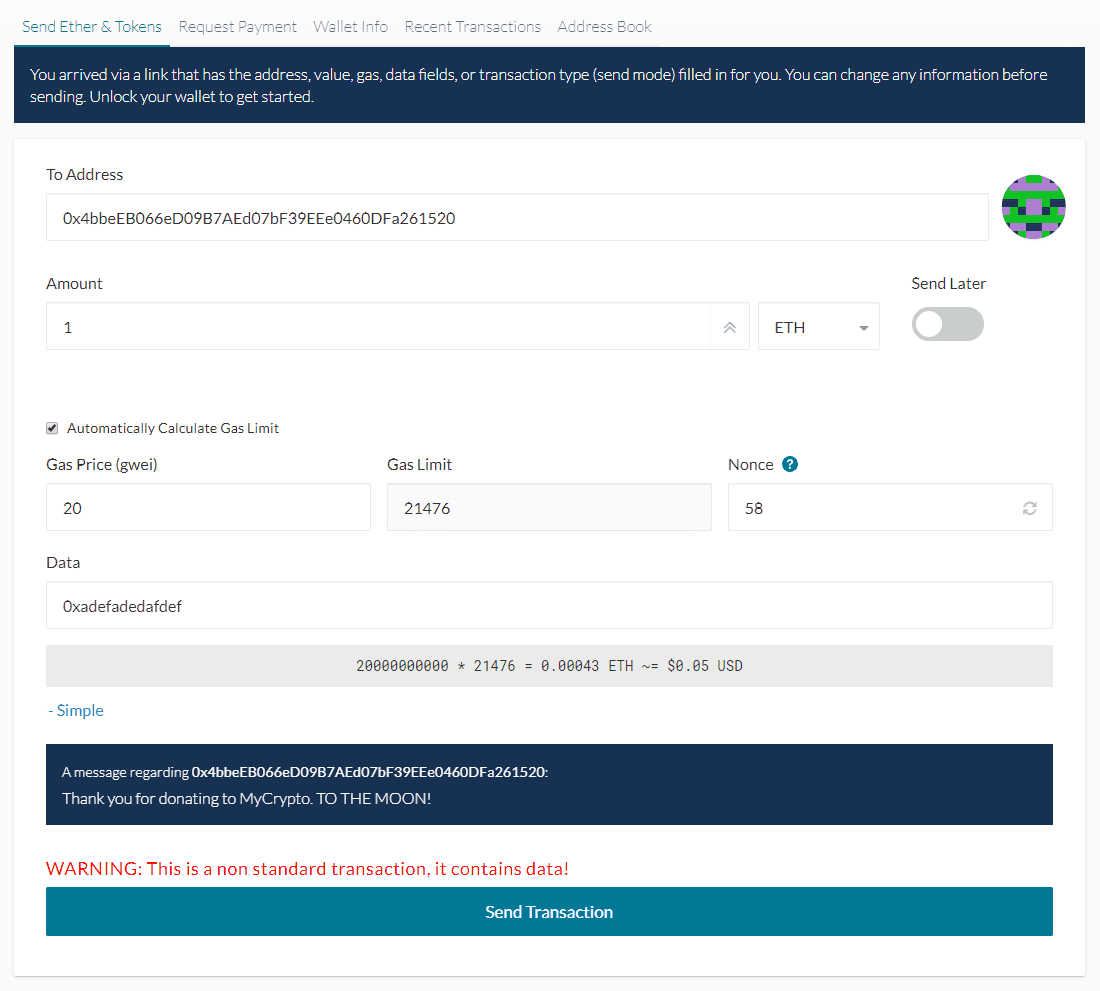 Send Ether & Tokens Request Payment Wallet Info Recent Transactions Address Book
You arrived via a link that has the address, value, gas, data fields, or transaction type (send mode) filled in for you. You can change any information before
sending. Unlock your wallet to get started.
To Address
0x4bbeEB066eD09B7AEd07bF39EEe0460DFa261520
Amount Send Later
1 ETH
Automatically Calculate Gas Limit
Gas Price (gwei) Gas Limit Nonce ?
20 21476 58
Data
0xadefadedafdef
20000000000 * 21476 = 0.00043 ETH ~= $0.05 USD
- Simple
A message regarding 0x4bbeEB066eD09B7AEd07bF39EEe0460DFa261520:
Thank you for donating to MyCrypto. TO THE MOON!
WARNING: This is a non standard transaction, it contains data!
Send Transaction